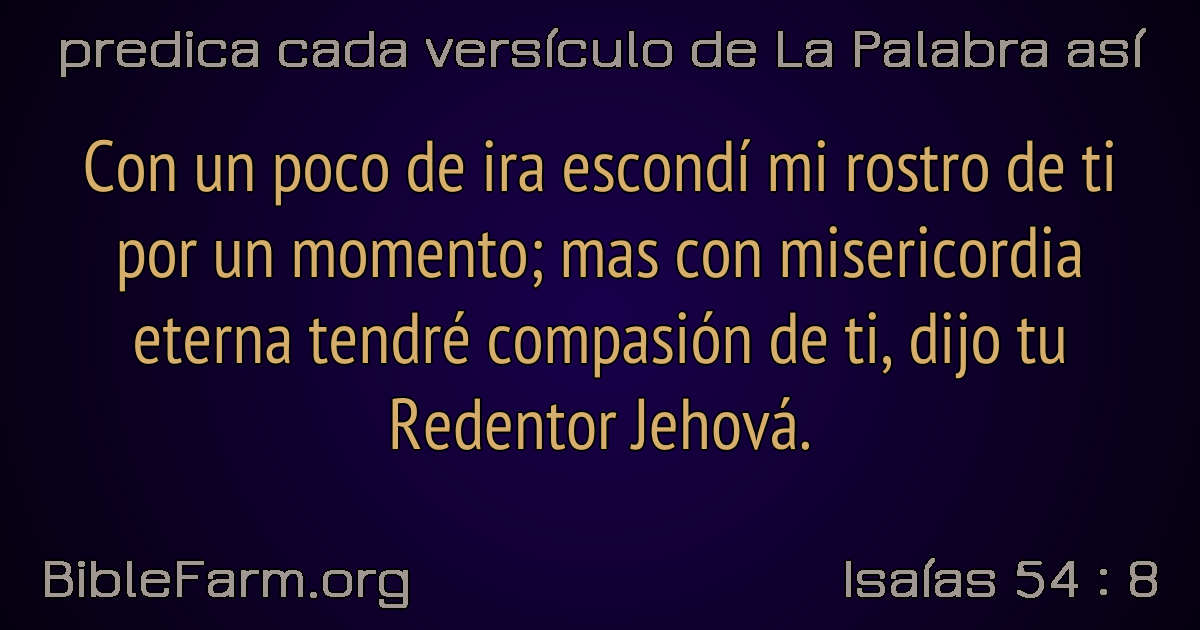 predica cada versículo de La Palabra así
Con un poco de ira escondí mi rostro de ti
por un momento; mas con misericordia
eterna tendré compasión de ti, dijo tu
Redentor Jehová.
BibleFarm.org
Isaías 54 : 8